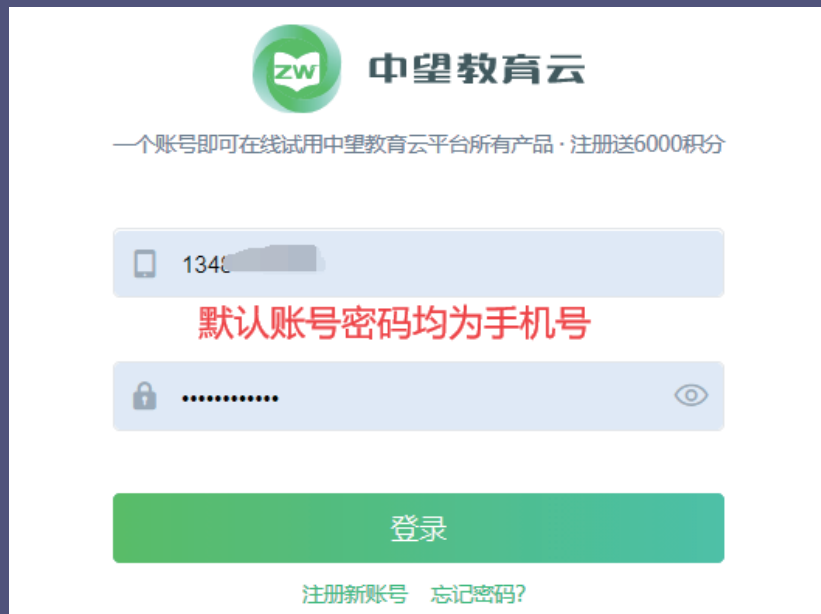 ZW 中望教育云
一个账号即可在线试用中望教育云平台所有产品 · 注册送6000积分
1348
默认账号密码均为手机号
••••••••••••
登录
注册新账号 忘记密码?